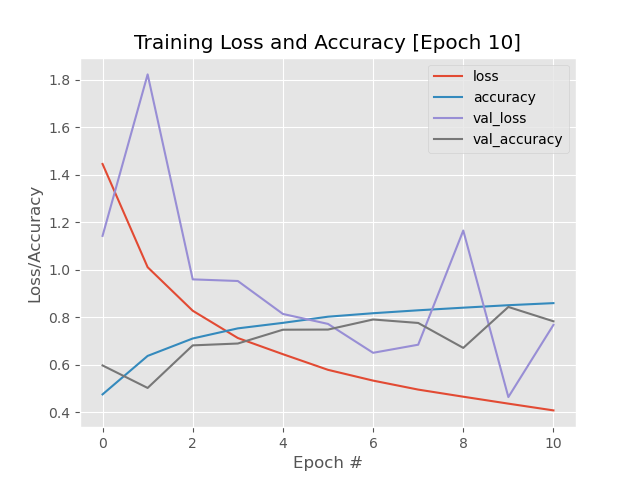 Training Loss and Accuracy [Epoch 10]
loss
accuracy
val_loss
val_accuracy
Loss/Accuracy
1.8
1.6
1.4
1.2
1.0
0.8
0.6
0.4
0 2 4 6 8 10
Epoch #